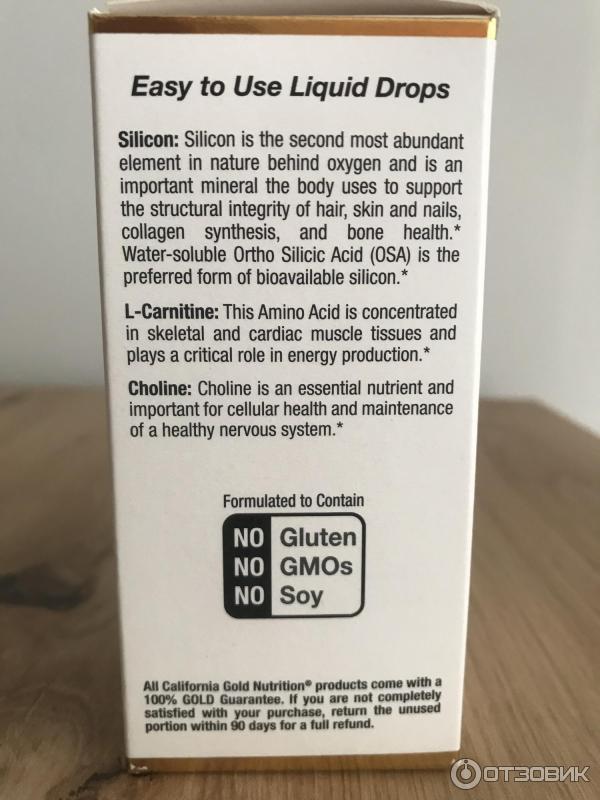 Easy to Use Liquid Drops
Silicon: Silicon is the second most abundant
element in nature behind oxygen and is an
important mineral the body uses to support
the structural integrity of hair, skin and nails,
collagen synthesis, and bone health.*
Water-soluble Ortho Silicic Acid (OSA) is the
preferred form of bioavailable silicon.*
L-Carnitine: This Amino Acid is concentrated
in skeletal and cardiac muscle tissues and
plays a critical role in energy production.*
Choline: Choline is an essential nutrient and
important for cellular health and maintenance
of a healthy nervous system.*
Formulated to Contain
NO Gluten
NO GMOs
NO Soy
All California Gold Nutrition® products come with a
100% GOLD Guarantee. If you are not completely
satisfied with your purchase, return the unused
portion within 90 days for a full refund.
ОТЗОВИК